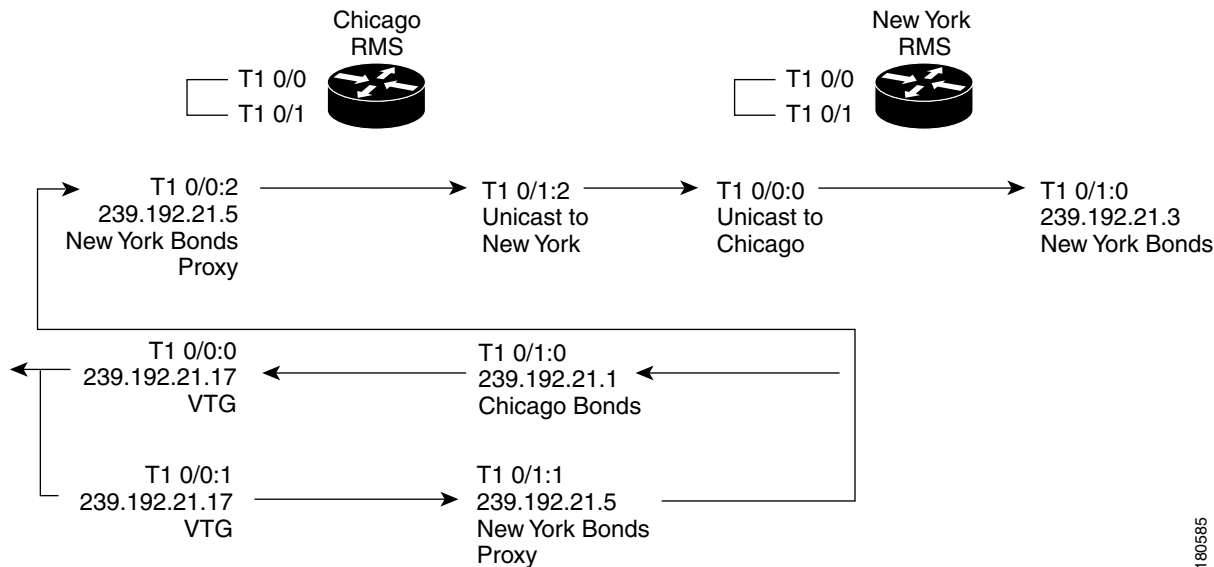 Chicago
RMS
T1 0/0
T1 0/1
New York
RMS
T1 0/0
T1 0/1
T1 0/0:2
239.192.21.5
New York Bonds
Proxy
T1 0/1:2
Unicast to
New York
T1 0/0:0
Unicast to
Chicago
T1 0/1:0
239.192.21.3
New York Bonds
T1 0/0:0
239.192.21.17
VTG
T1 0/1:0
239.192.21.1
Chicago Bonds
T1 0/0:1
239.192.21.17
VTG
T1 0/1:1
239.192.21.5
New York Bonds
Proxy
180585